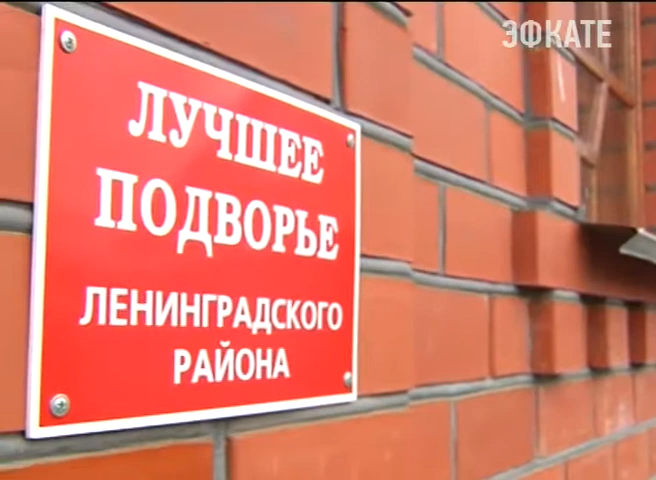 ЭФКАТЕ
ЛУЧШЕЕ
ПОДВОРЬЕ
ЛЕНИНГРАДСКОГО
РАЙОНА